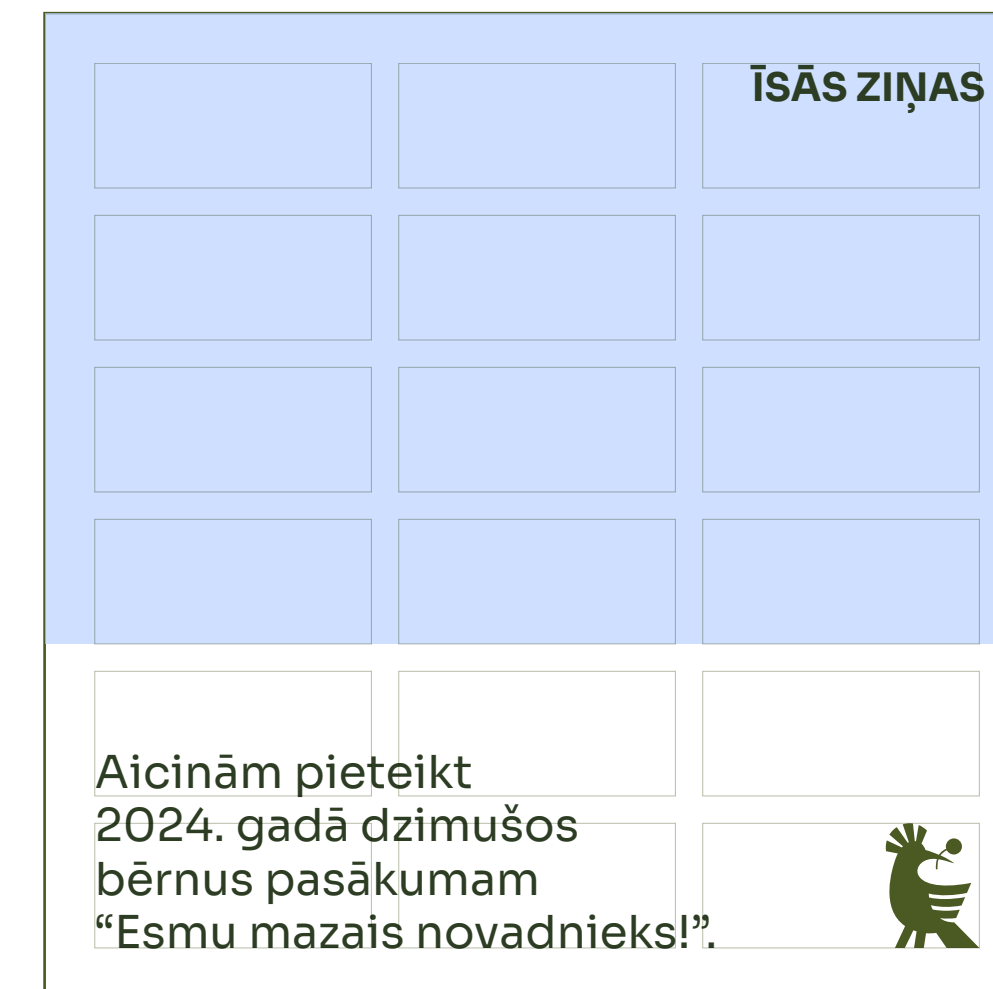 ĪSĀS ZIŅAS
Aicinām pieteikt
2024. gadā dzimušos
bērnus pasākumam
“Esmu mazais novadnieks!”.